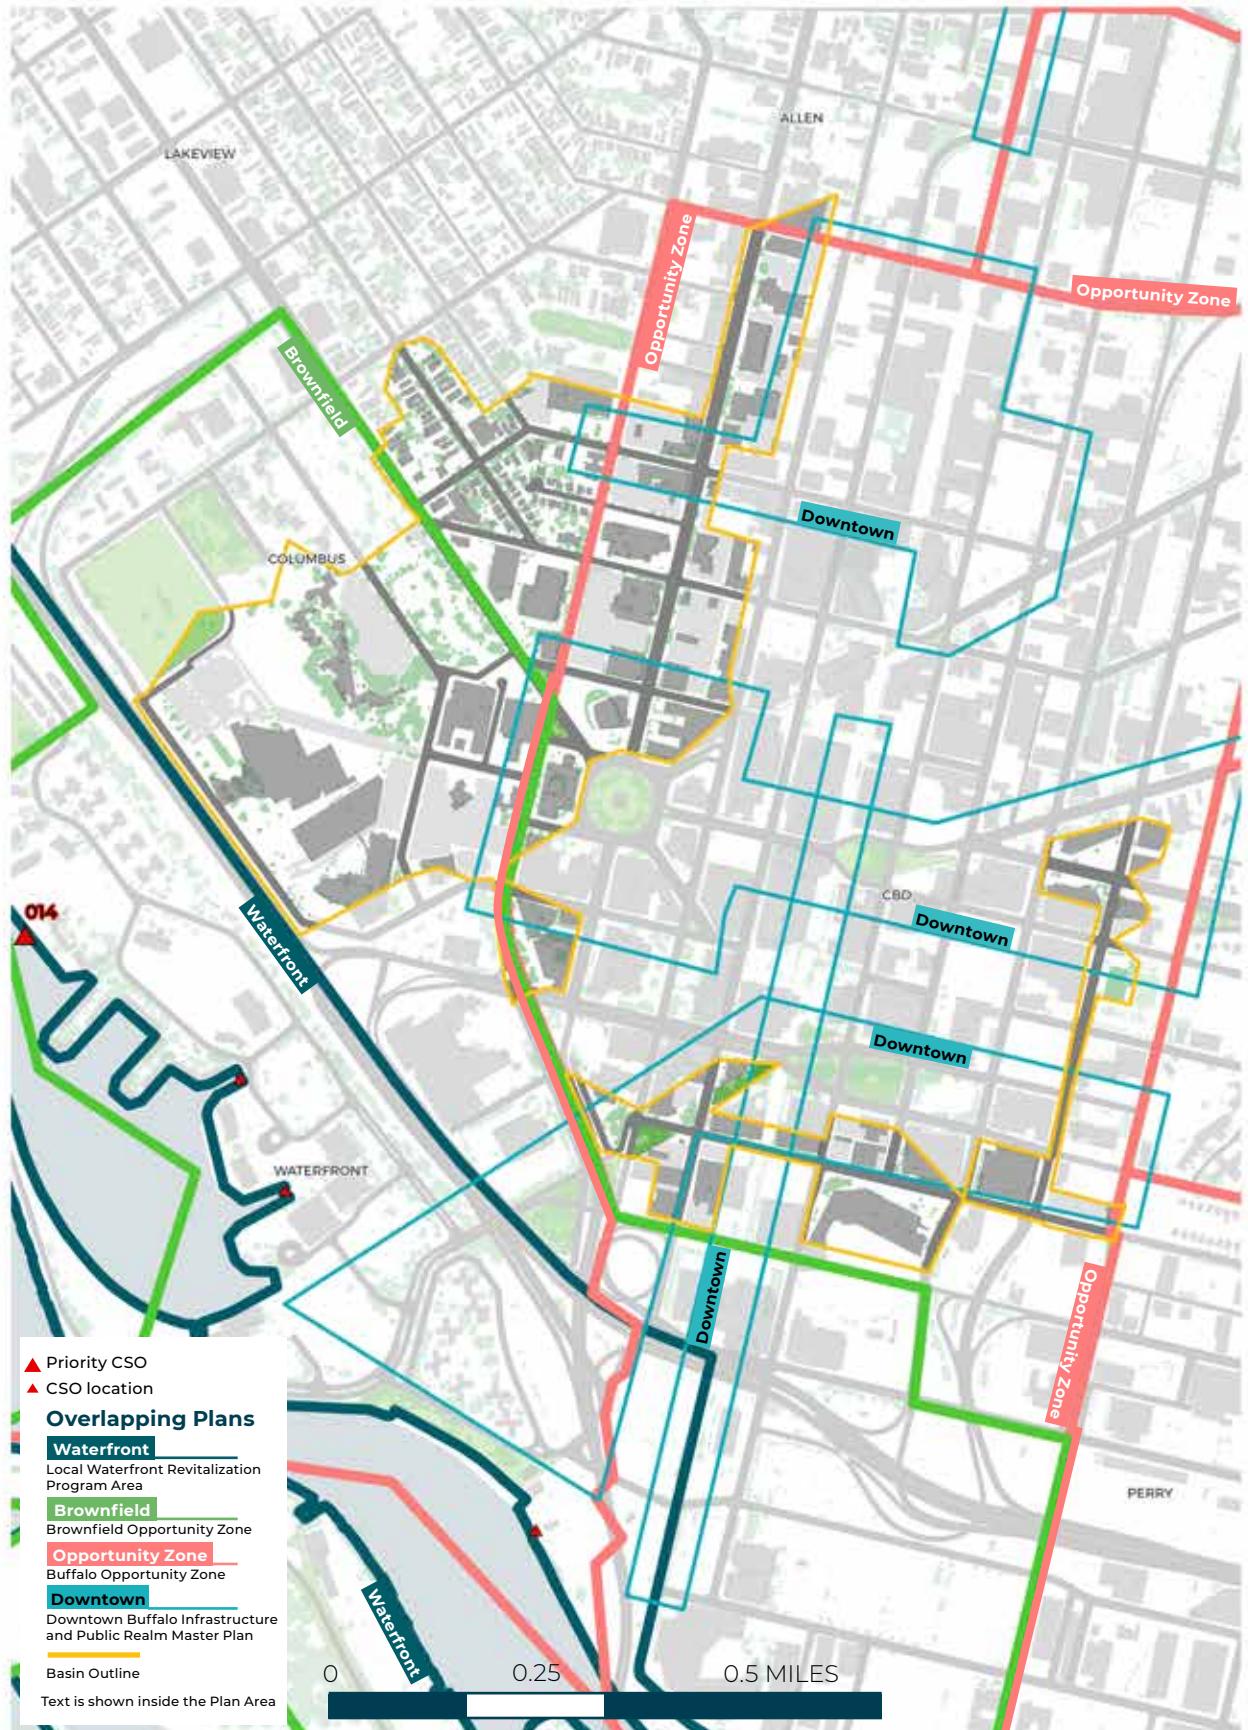 ALLEN
LAKEVIEW
Opportunity Zone
Opportunity Zone
Brownfield
Downtown
COLUMBUS
CBD
014
Waterfront
Downtown
Downtown
WATERFRONT
Downtown
Opportunity Zone
PERRY
Waterfront
Priority CSO
CSO location
Overlapping Plans
Waterfront
Local Waterfront Revitalization
Program Area
Brownfield
Brownfield Opportunity Zone
Opportunity Zone
Buffalo Opportunity Zone
Downtown
Downtown Buffalo Infrastructure
and Public Realm Master Plan
Basin Outline
Text is shown inside the Plan Area
0 0.25 0.5 MILES